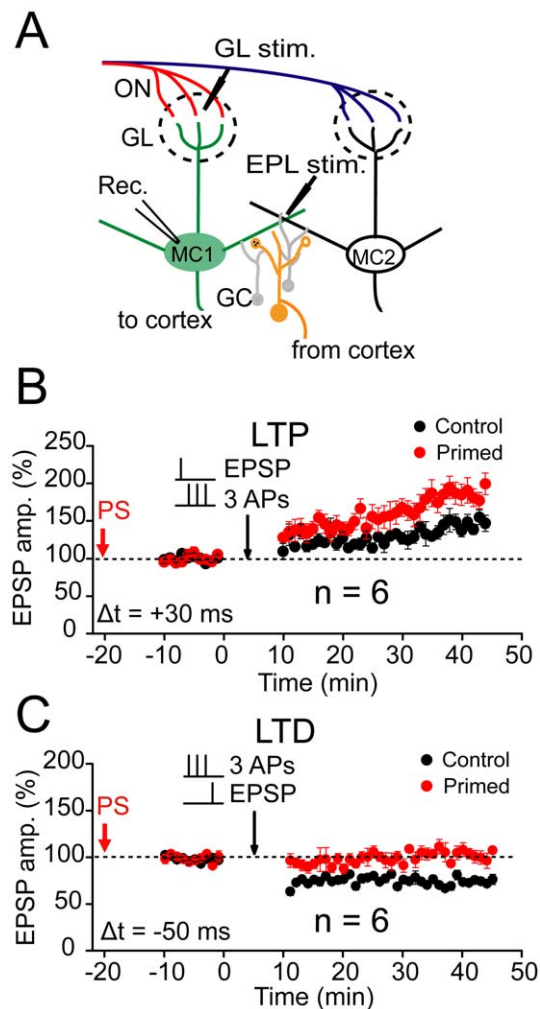 A
GL stim.
ON
GL
EPL stim.
Rec.
MC1
MC2
GC
to cortex
from cortex
B
LTP
Control
Primed
EPSP
3 APs
PS
EPSP amp. (%)
250
200
150
100
50
0
Δt = +30 ms
n = 6
-20 -10 0 10 20 30 40 50
Time (min)
C
LTD
Control
Primed
3 APs
EPSP
PS
EPSP amp. (%)
200
150
100
50
0
Δt = -50 ms
n = 6
-20 -10 0 10 20 30 40 50
Time (min)